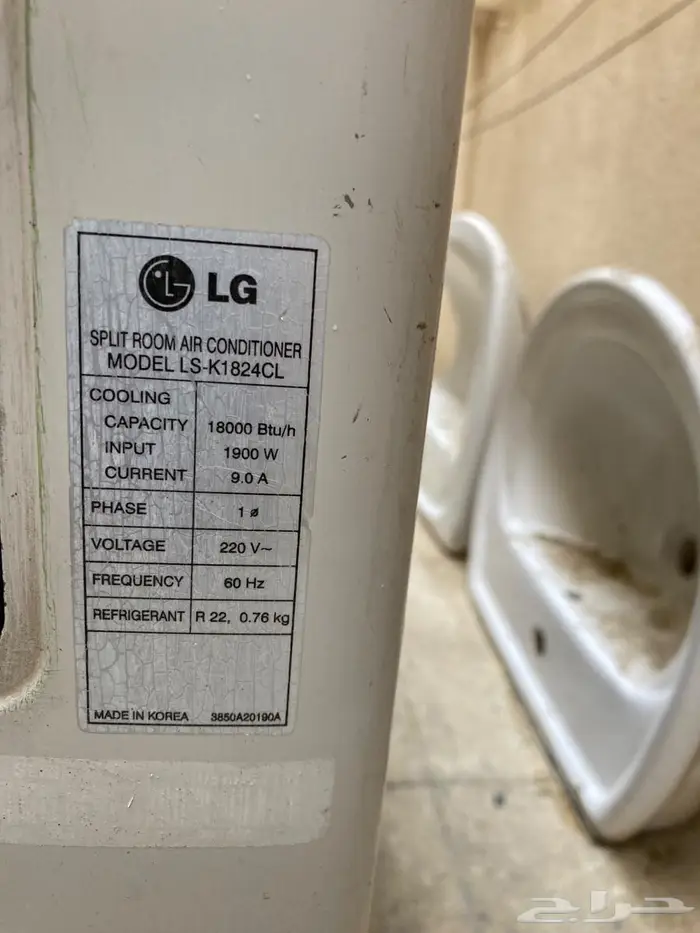 LG
SPLIT ROOM AIR CONDITIONER
MODEL LS-K1824CL
COOLING
CAPACITY 18000 Btu/h
INPUT 1900 W
CURRENT 9.0 A
PHASE 1 ø
VOLTAGE 220 V~
FREQUENCY 60 Hz
REFRIGERANT R 22, 0.76 kg
MADE IN KOREA 3850A20190A
حراج